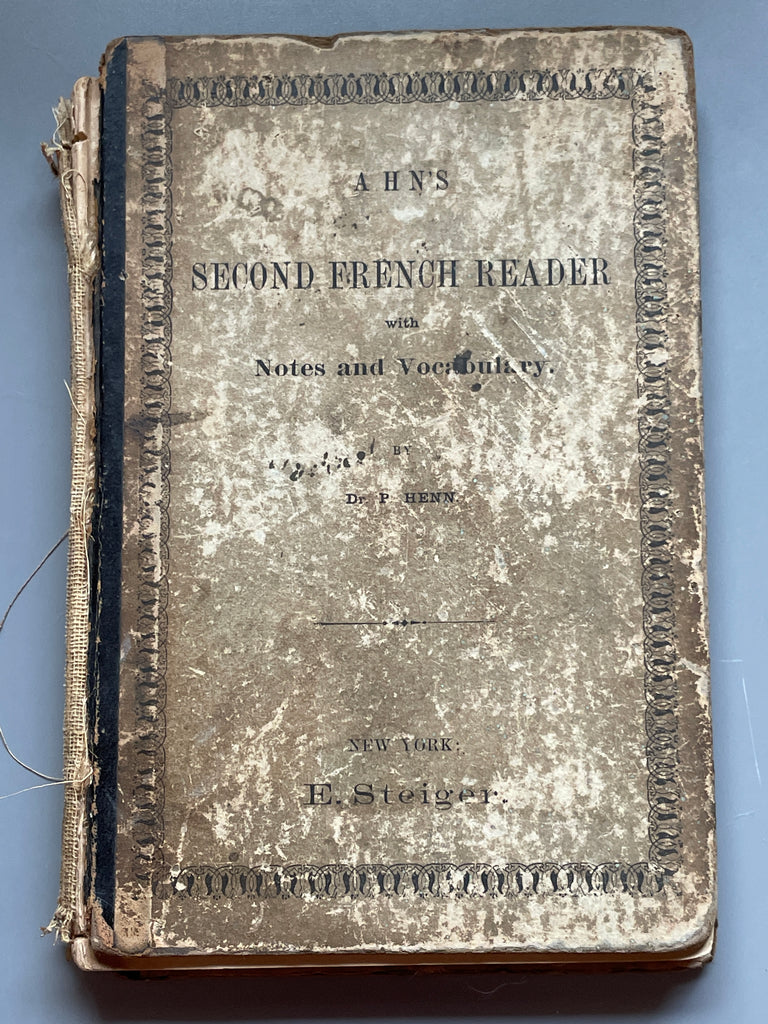 AHN'S
SECOND FRENCH READER
with
Notes and Vocabulary.
BY
Dr. P. HENN.
NEW YORK:
E. Steiger.